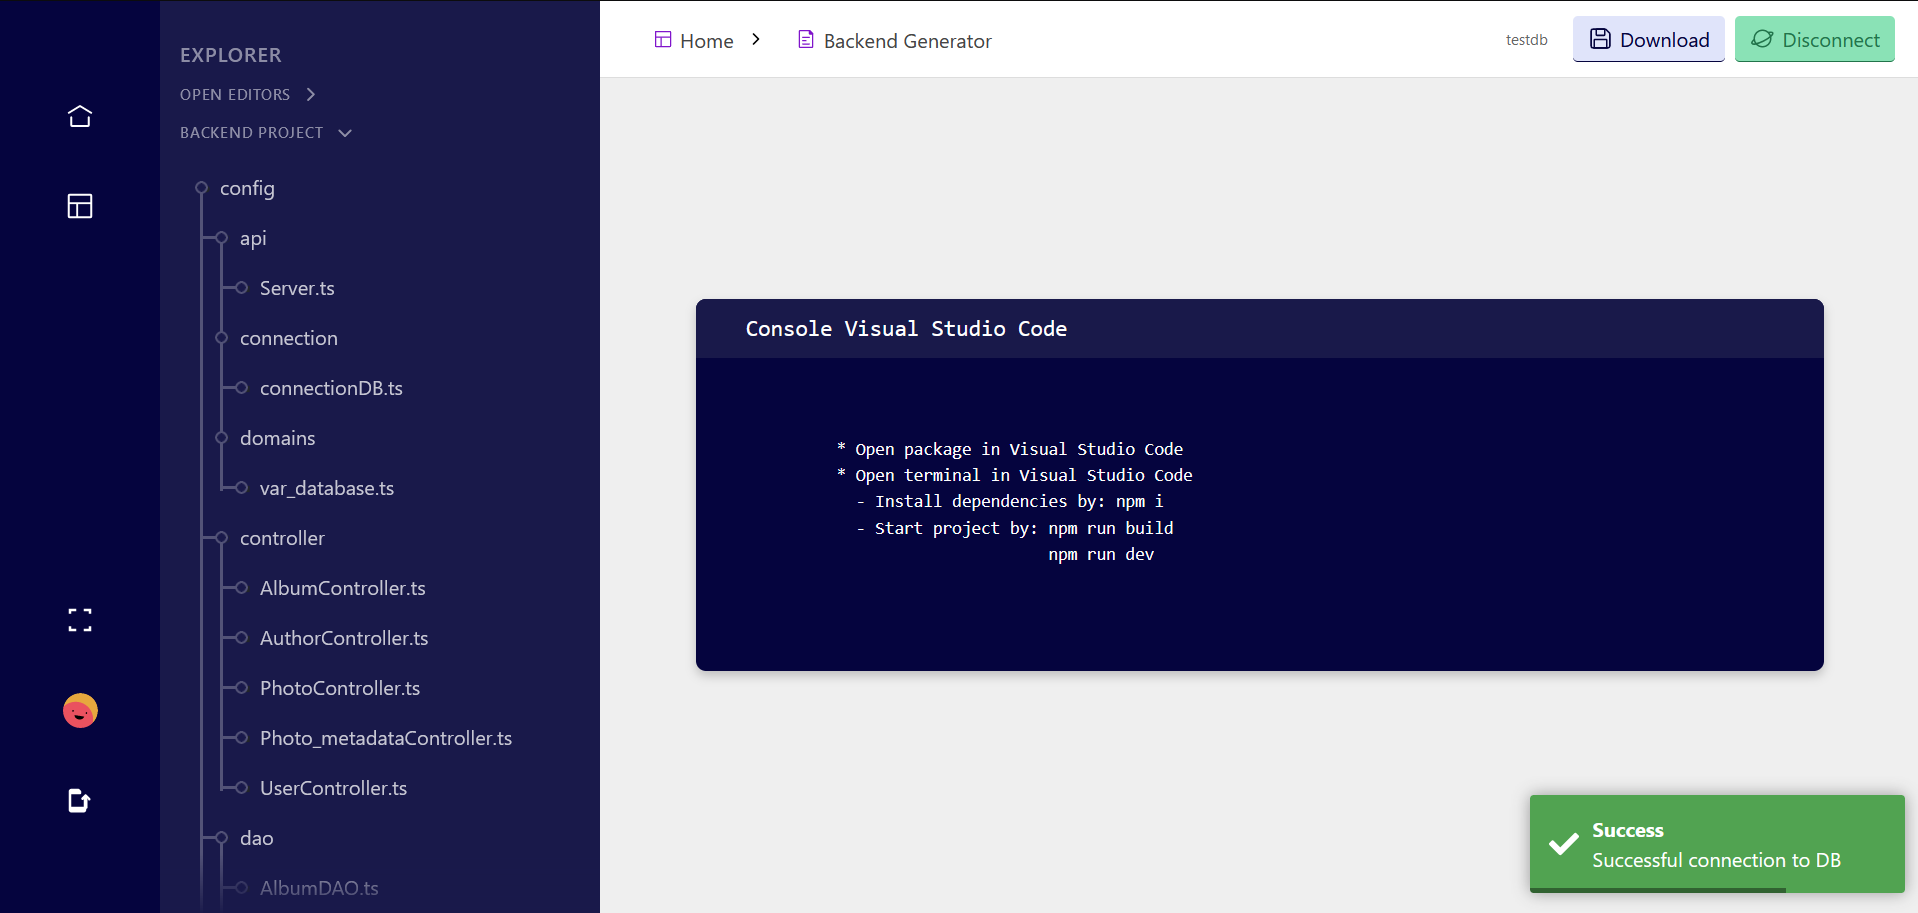 EXPLORER
OPEN EDITORS
BACKEND PROJECT
config
api
Server.ts
connection
connectionDB.ts
domains
var_database.ts
controller
AlbumController.ts
AuthorController.ts
PhotoController.ts
Photo_metadataController.ts
UserController.ts
dao
AlbumDAO.ts
Home
Backend Generator
testdb
Download
Disconnect
Console Visual Studio Code
* Open package in Visual Studio Code
* Open terminal in Visual Studio Code
- Install dependencies by: npm i
- Start project by: npm run build
npm run dev
Success
Successful connection to DB